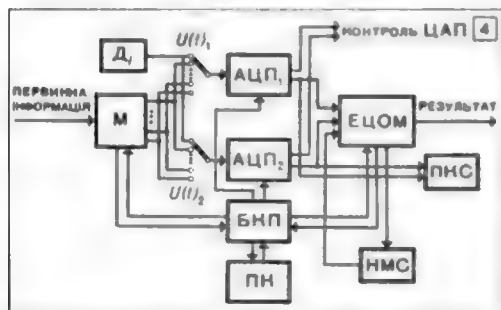 Д i
U(t)₁
АЦП₁
КОНТРОЛЬ ЦАП 4
ПЕРВИННА
ІНФОРМАЦІЯ
М
ЕЦОМ
РЕЗУЛЬТАТ
АЦП₂
U(t)₂
ПКС
БКП
НМС
ПН